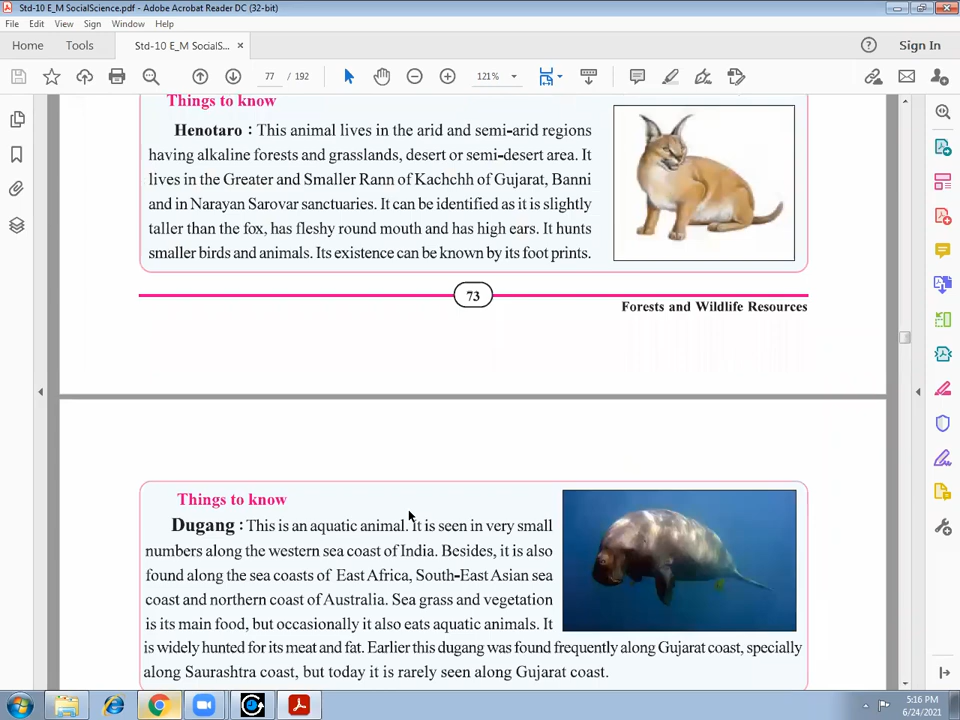 Std-10 E_M SocialScience.pdf - Adobe Acrobat Reader DC (32-bit)
File Edit View Sign Window Help
Home Tools Std-10 E_M SocialS... × Sign In
77 / 192 121%
Things to know
Henotaro : This animal lives in the arid and semi-arid regions
having alkaline forests and grasslands, desert or semi-desert area. It
lives in the Greater and Smaller Rann of Kachchh of Gujarat, Banni
and in Narayan Sarovar sanctuaries. It can be identified as it is slightly
taller than the fox, has fleshy round mouth and has high ears. It hunts
smaller birds and animals. Its existence can be known by its foot prints.
73
Forests and Wildlife Resources
Things to know
Dugang : This is an aquatic animal. It is seen in very small
numbers along the western sea coast of India. Besides, it is also
found along the sea coasts of East Africa, South-East Asian sea
coast and northern coast of Australia. Sea grass and vegetation
is its main food, but occasionally it also eats aquatic animals. It
is widely hunted for its meat and fat. Earlier this dugang was found frequently along Gujarat coast, specially
along Saurashtra coast, but today it is rarely seen along Gujarat coast.
5:16 PM
6/24/2021